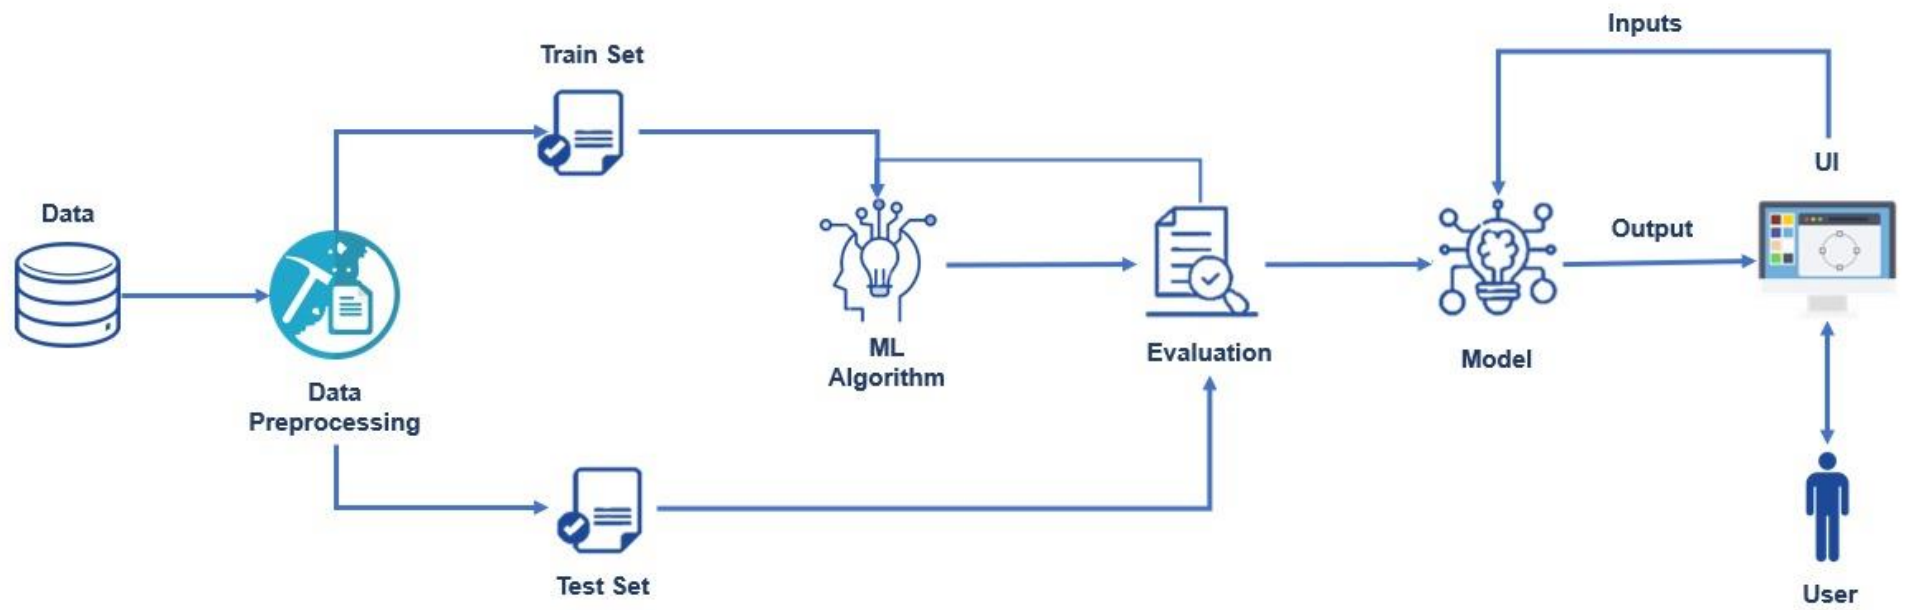 Data
Data
Preprocessing
Train Set
Test Set
ML
Algorithm
Evaluation
Model
Inputs
Output
UI
User